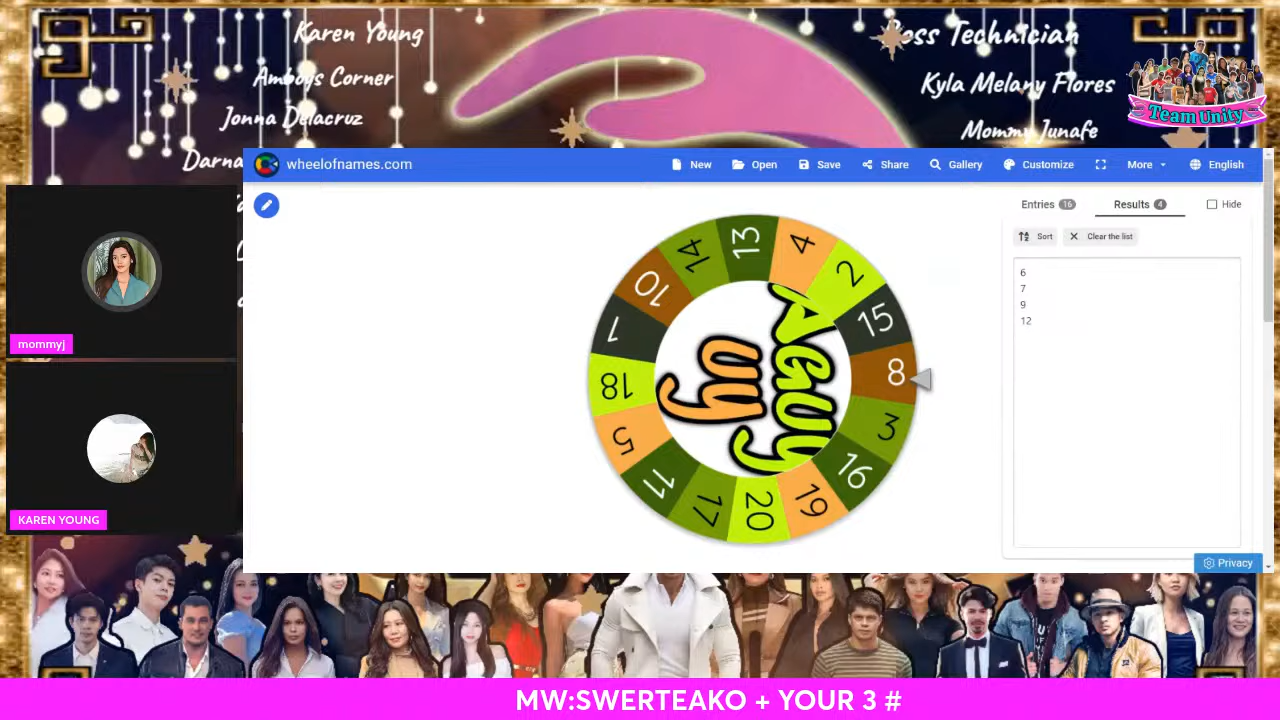 Karen Young
Amboys Corner
Jonna Delacruz
Darna
Boss Technician
Kyla Melany Flores
Mommy Junafe
Team Unity
wheelofnames.com
New
Open
Save
Share
Gallery
Customize
More
English
Entries 16
Results 4
Hide
Sort
Clear the list
6
7
9
12
13
4
2
15
8
3
16
19
20
17
11
5
18
1
10
14
mommyj
KAREN YOUNG
Privacy
MW:SWERTEAKO + YOUR 3 #